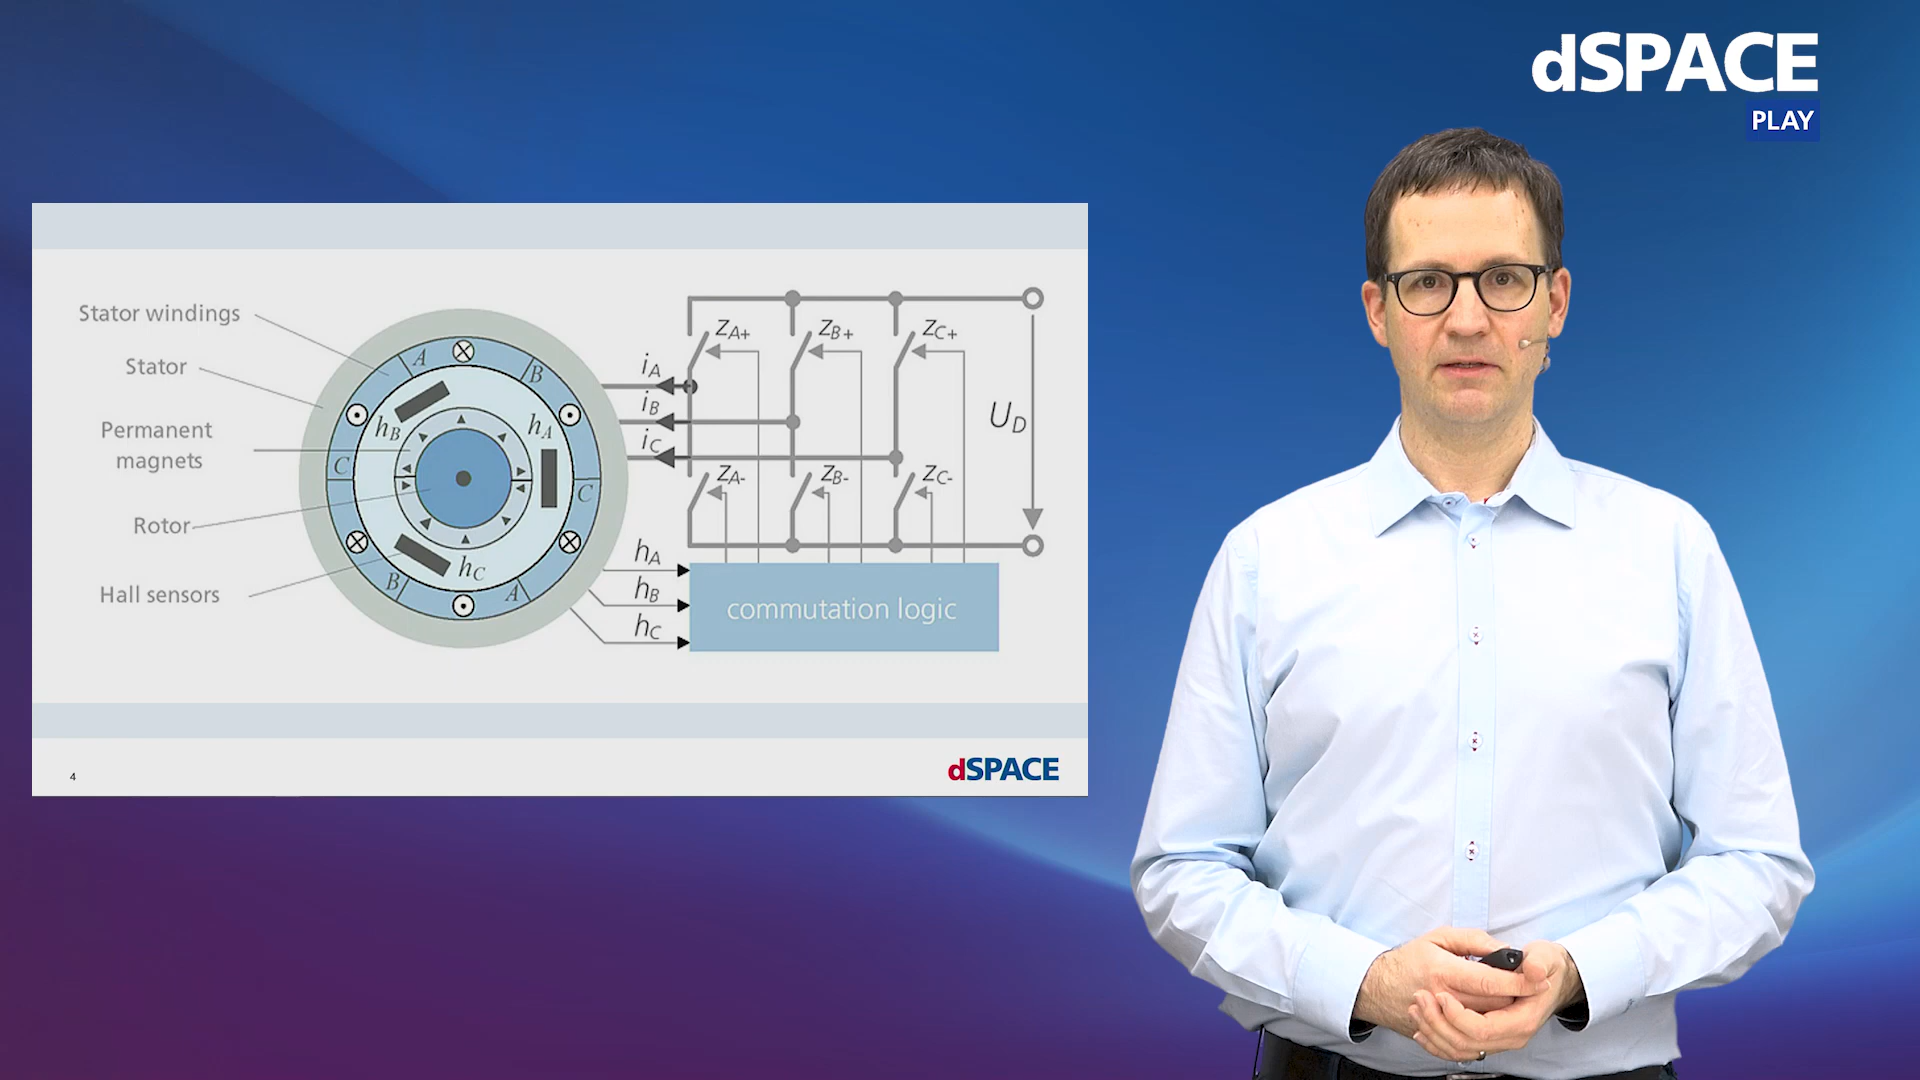 dSPACE
PLAY
Stator windings
Stator
Permanent
magnets
Rotor
Hall sensors
A
B
C
C
B
A
hB
hA
hC
iA
iB
iC
zA+
zB+
zC+
zA-
zB-
zC-
UD
hA
hB
hC
commutation logic
4
dSPACE